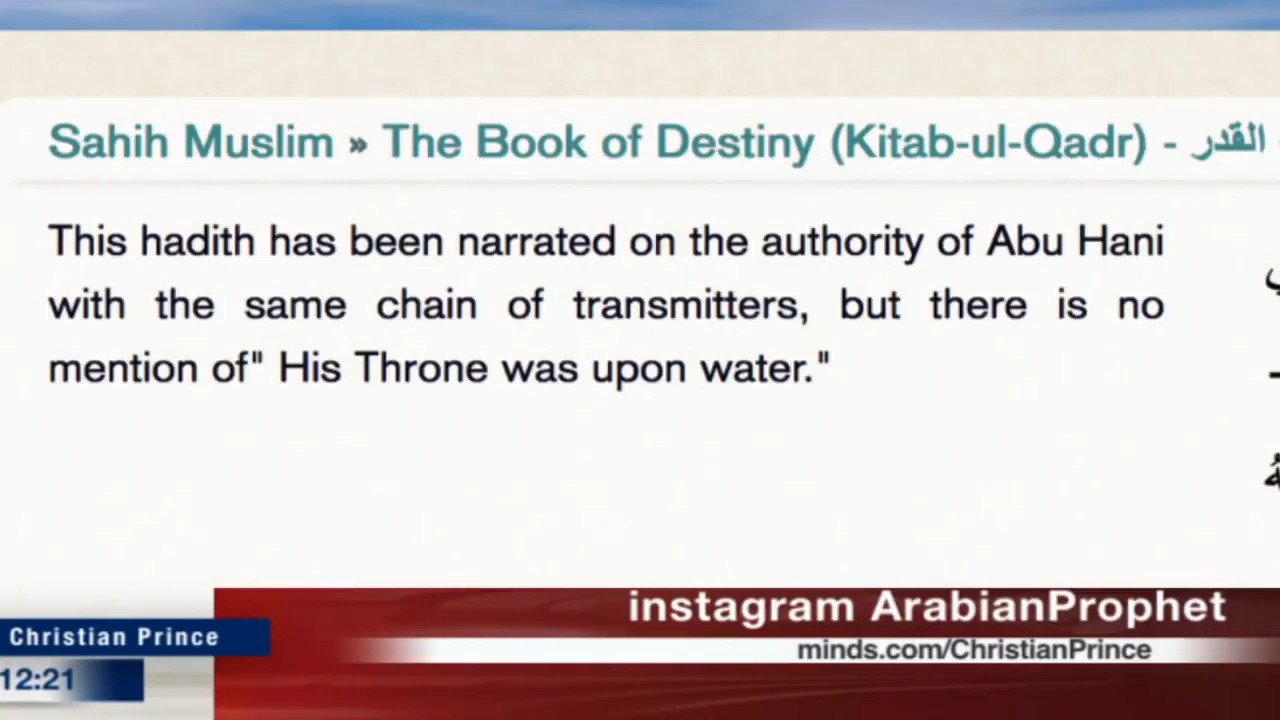 Sahih Muslim » The Book of Destiny (Kitab-ul-Qadr) - القدر
This hadith has been narrated on the authority of Abu Hani
with the same chain of transmitters, but there is no
mention of" His Throne was upon water."
instagram ArabianProphet
Christian Prince
minds.com/ChristianPrince
12:21